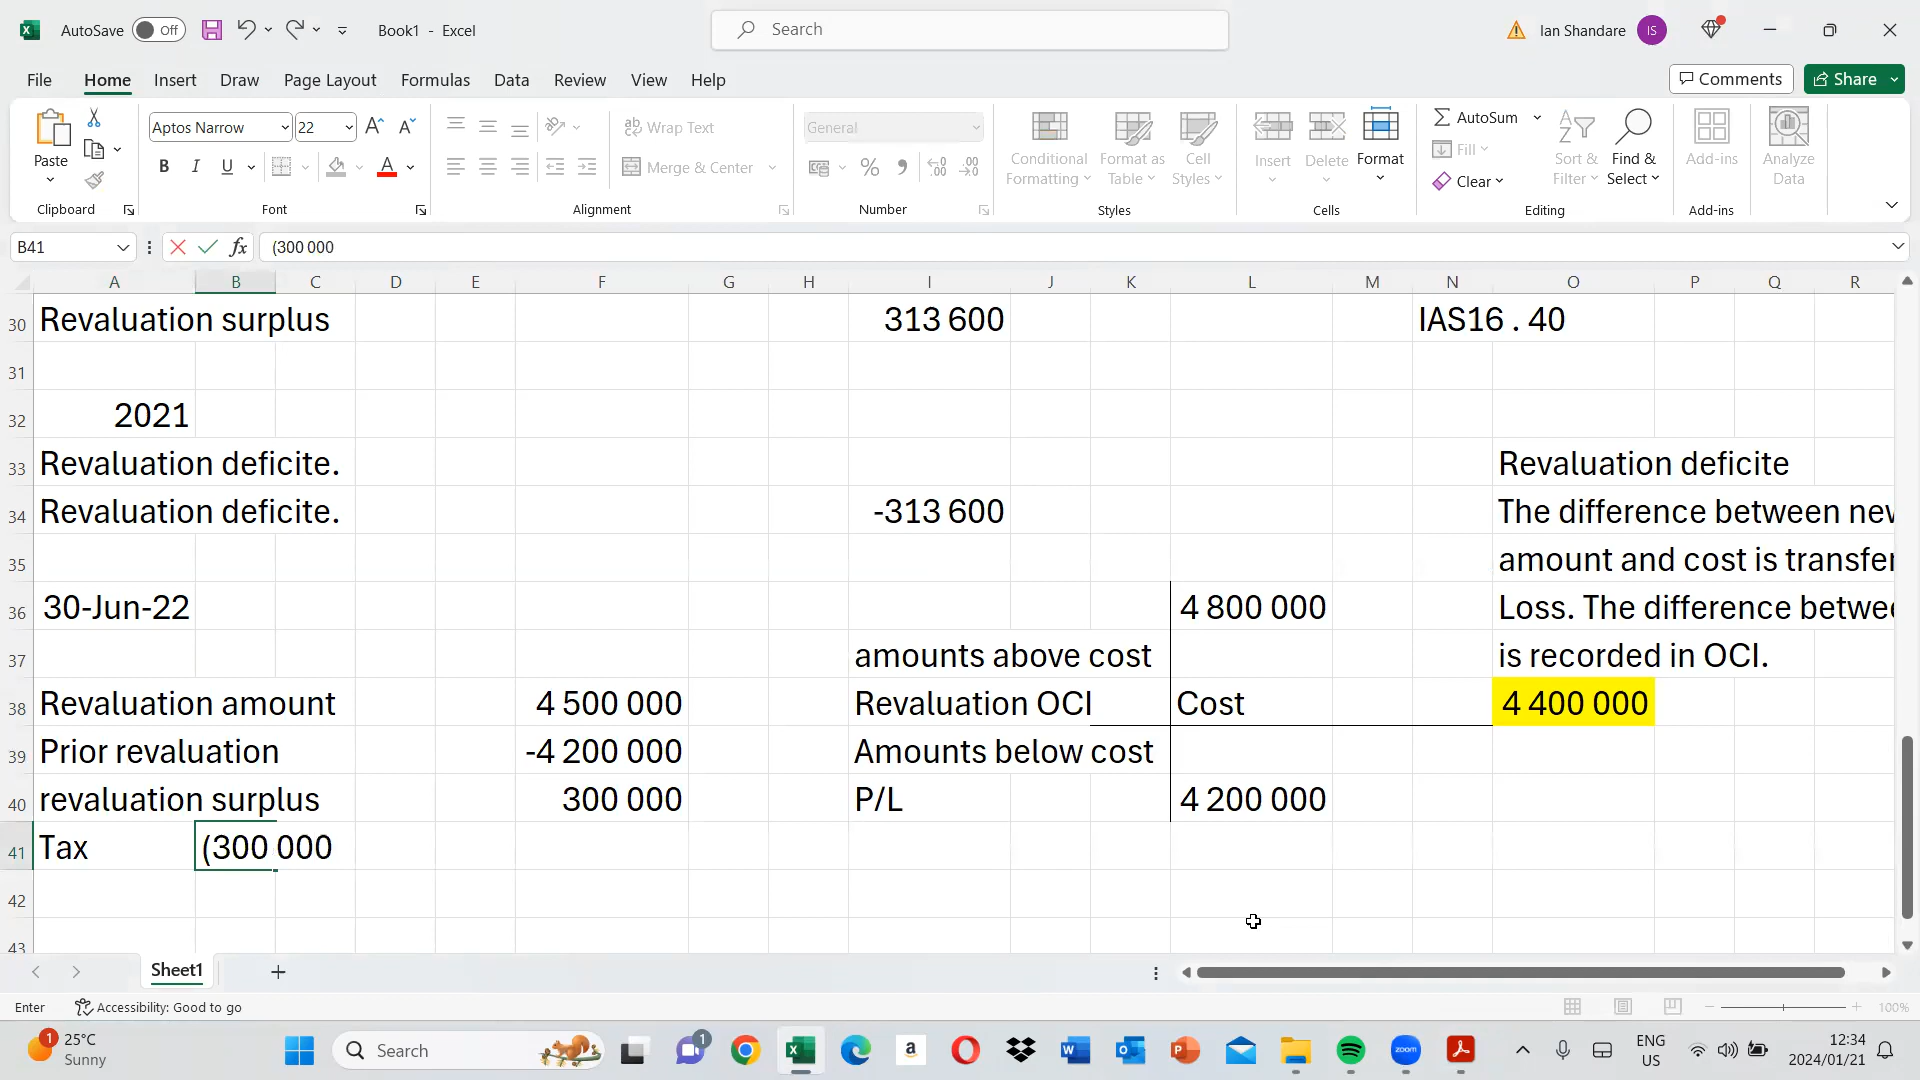 AutoSave Off Book1 - Excel Search Ian Shandare IS
File Home Insert Draw Page Layout Formulas Data Review View Help Comments Share
Paste Aptos Narrow 22 A A Wrap Text General Conditional Formatting Format as Table Cell Styles Insert Delete Format AutoSum Sort & Filter Find & Select Add-ins Analyze Data
B I U A Merge & Center % Fill
Clear
Clipboard Font Alignment Number Styles Cells Editing Add-ins
B41 fx (300 000
A B C D E F G H I J K L M N O P Q R
30 Revaluation surplus 313 600 IAS16 . 40
31
32 2021
33 Revaluation deficite. Revaluation deficite
34 Revaluation deficite. -313 600 The difference between nev
35 amount and cost is transfer
36 30-Jun-22 4 800 000 Loss. The difference betwee
37 amounts above cost is recorded in OCI.
38 Revaluation amount 4 500 000 Revaluation OCI Cost 4 400 000
39 Prior revaluation -4 200 000 Amounts below cost
40 revaluation surplus 300 000 P/L 4 200 000
41 Tax (300 000
42
43
Sheet1
Enter Accessibility: Good to go 100%
1 25°C Sunny Search 1 ENG US 12:34 2024/01/21